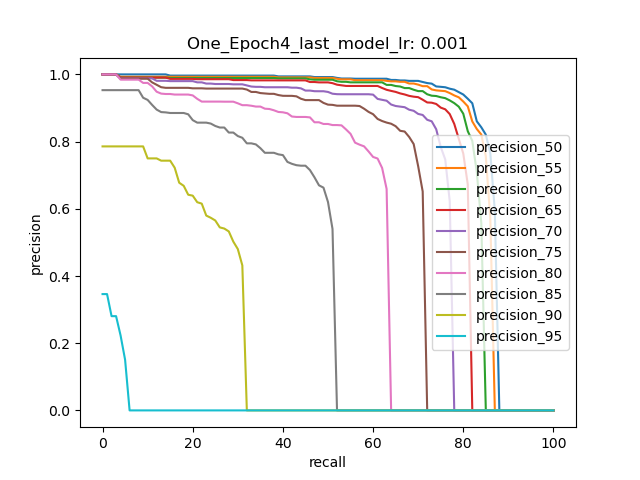 One_Epoch4_last_model_lr: 0.001
precision
1.0
0.8
0.6
0.4
0.2
0.0
precision_50
precision_55
precision_60
precision_65
precision_70
precision_75
precision_80
precision_85
precision_90
precision_95
0 20 40 60 80 100
recall